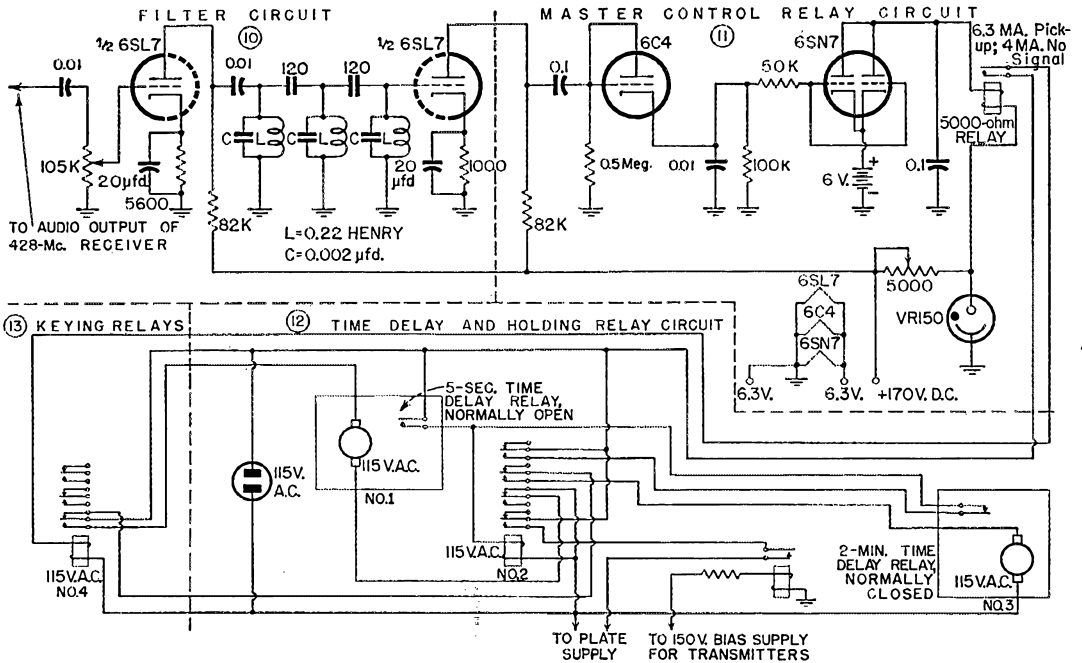 FILTER CIRCUIT
MASTER CONTROL RELAY CIRCUIT
10
11
½ 6SL7
½ 6SL7
6C4
6SN7
6.3 MA. Pick-
up; 4 MA. No
Signal
0.01
0.01
120
120
0.1
50K
C
L
C
L
C
L
5000-ohm
RELAY
105K
20µfd.
5600
20
µfd
1000
0.5 Meg.
0.01
100K
+
6 V.
-
0.1
TO AUDIO OUTPUT OF
428-Mc. RECEIVER
82K
L=0.22 HENRY
C=0.002 µfd.
82K
5000
6SL7
6C4
6SN7
VR150
6.3V.
6.3V.
+170V. D.C.
13 KEYING RELAYS
12 TIME DELAY AND HOLDING RELAY CIRCUIT
5-SEC. TIME
DELAY RELAY,
NORMALLY OPEN
115V.
A.C.
115 V.A.C.
NO.1
115V.A.C.
NO.2
115V.A.C.
NO.4
2-MIN. TIME
DELAY RELAY,
NORMALLY
CLOSED
115V.A.C.
NO.3
TO PLATE
SUPPLY
TO 150V. BIAS SUPPLY
FOR TRANSMITTERS